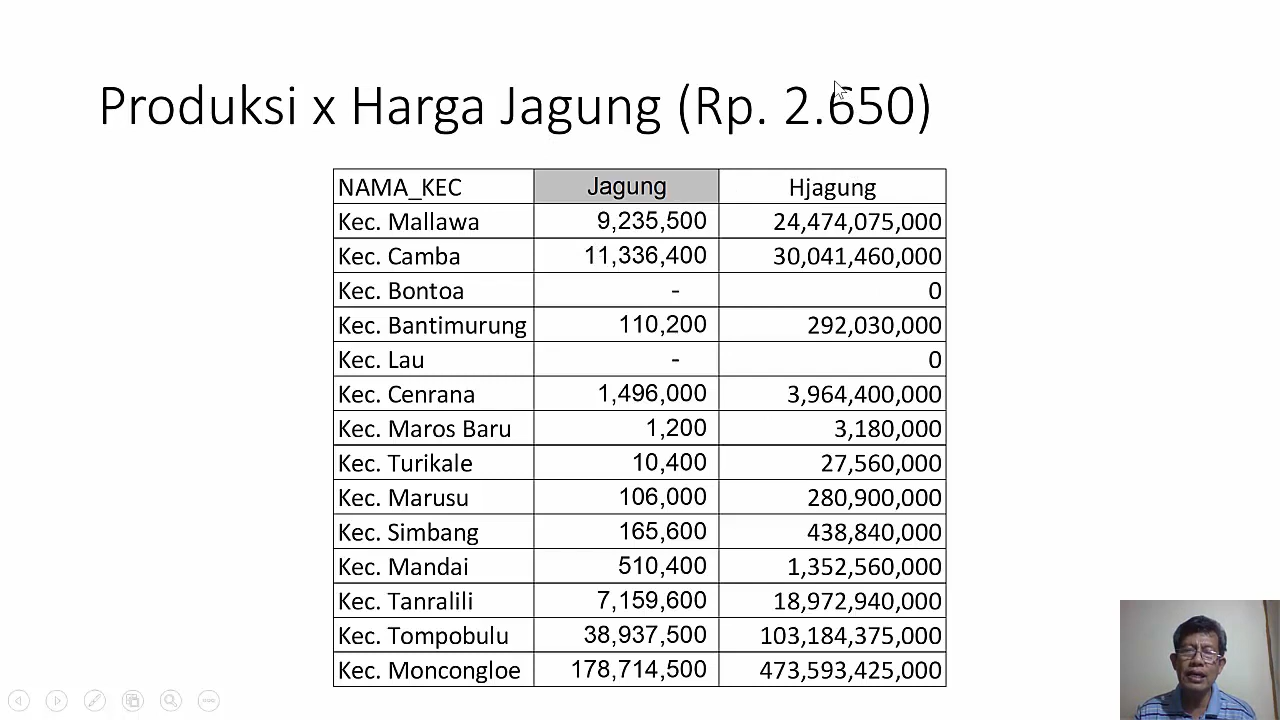 Produksi x Harga Jagung (Rp. 2.650)
NAMA_KEC Jagung Hjagung
Kec. Mallawa 9,235,500 24,474,075,000
Kec. Camba 11,336,400 30,041,460,000
Kec. Bontoa - 0
Kec. Bantimurung 110,200 292,030,000
Kec. Lau - 0
Kec. Cenrana 1,496,000 3,964,400,000
Kec. Maros Baru 1,200 3,180,000
Kec. Turikale 10,400 27,560,000
Kec. Marusu 106,000 280,900,000
Kec. Simbang 165,600 438,840,000
Kec. Mandai 510,400 1,352,560,000
Kec. Tanralili 7,159,600 18,972,940,000
Kec. Tompobulu 38,937,500 103,184,375,000
Kec. Moncongloe 178,714,500 473,593,425,000